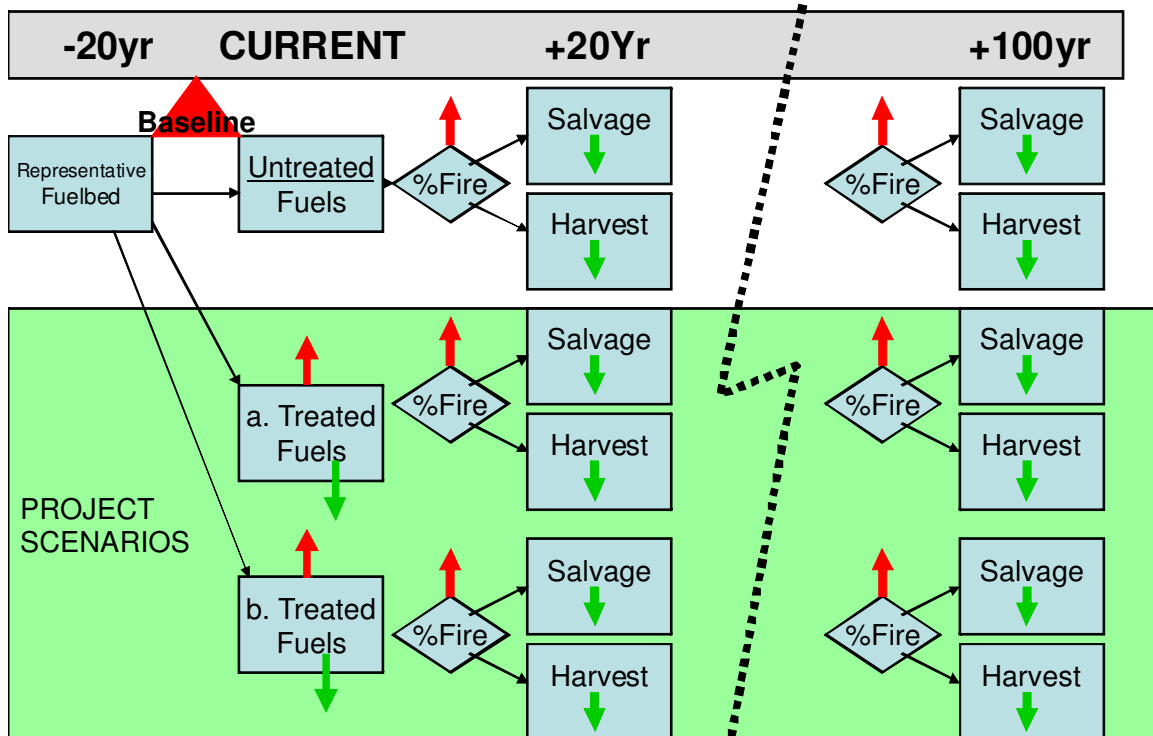 -20yr CURRENT +20Yr +100yr
Baseline
Representative
Fuelbed
Untreated
Fuels
%Fire
Salvage
Harvest
%Fire
Salvage
Harvest
a. Treated
Fuels
%Fire
Salvage
Harvest
%Fire
Salvage
Harvest
PROJECT
SCENARIOS
b. Treated
Fuels
%Fire
Salvage
Harvest
%Fire
Salvage
Harvest